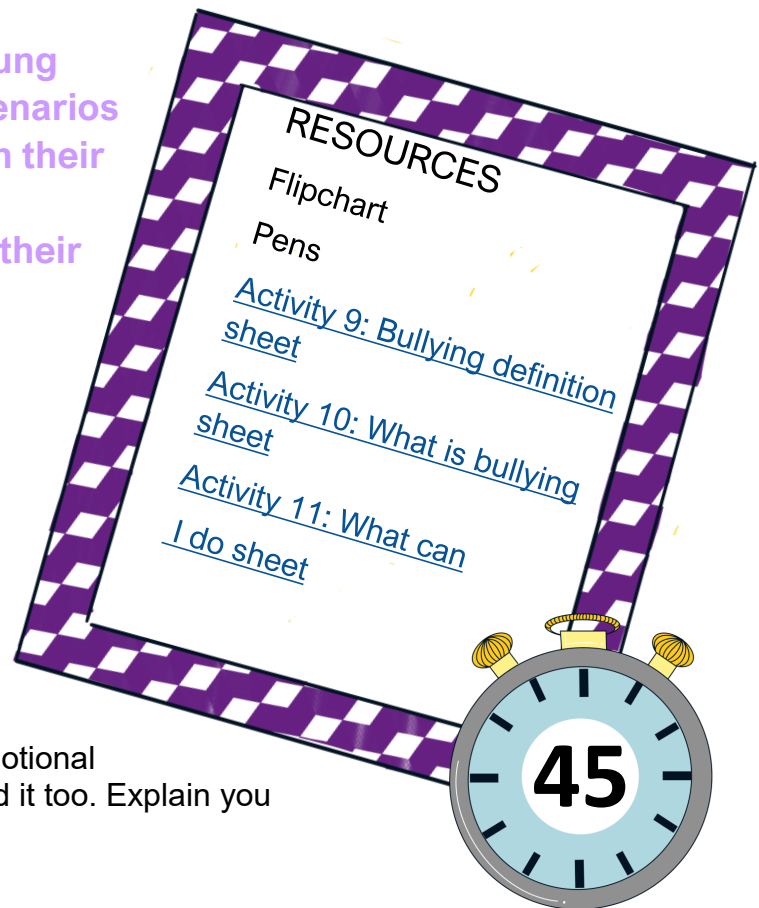 ung
enarios
n their
their
RESOURCES
Flipchart
Pens
Activity 9: Bullying definition
sheet
Activity 10: What is bullying
sheet
Activity 11: What can
I do sheet
45
otional
d it too. Explain you